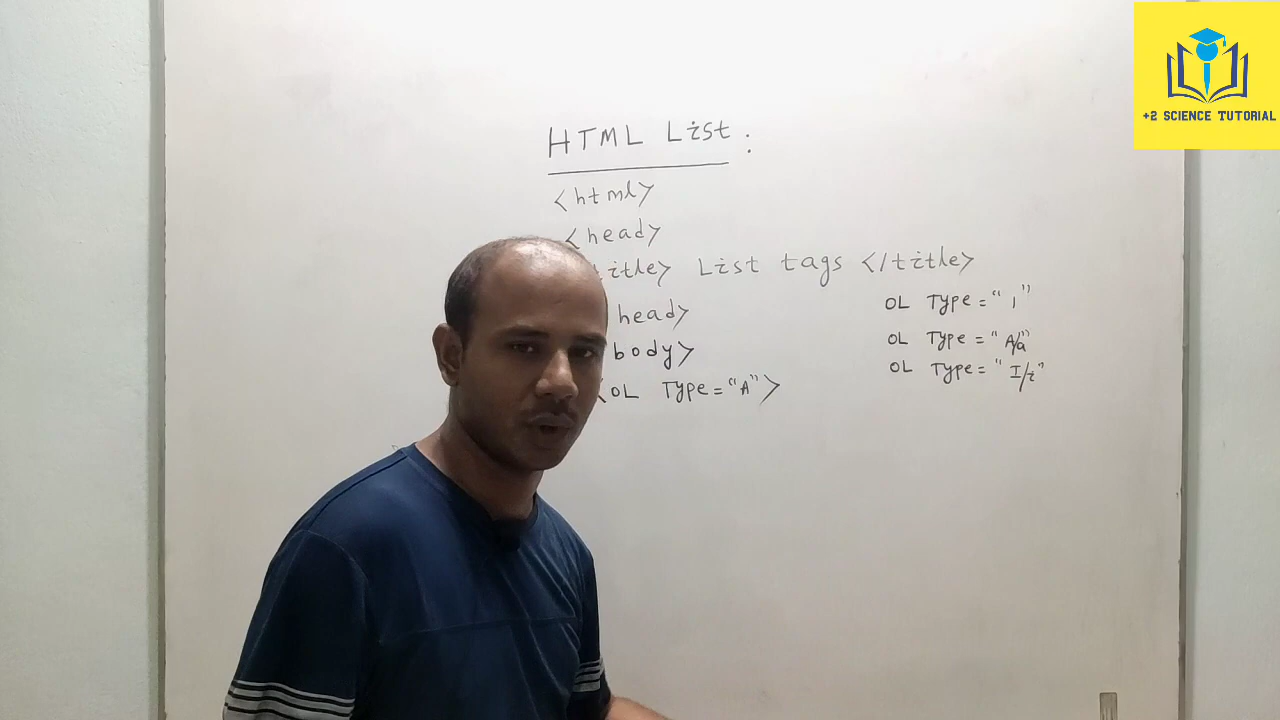 HTML List :
<html>
<head>
title> List tags </title>
head>
body>
<OL Type="A">
OL Type="1"
OL Type="A/a"
OL Type="I/i"
+2 SCIENCE TUTORIAL